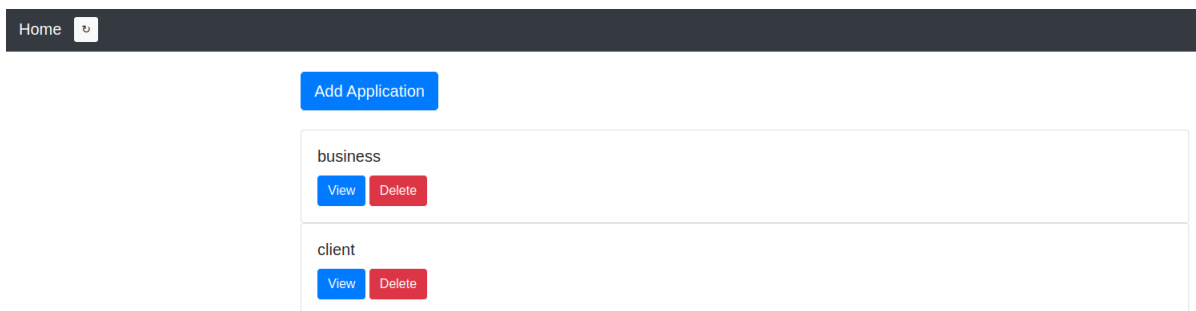 Home ↻
Add Application
business
View Delete
client
View Delete